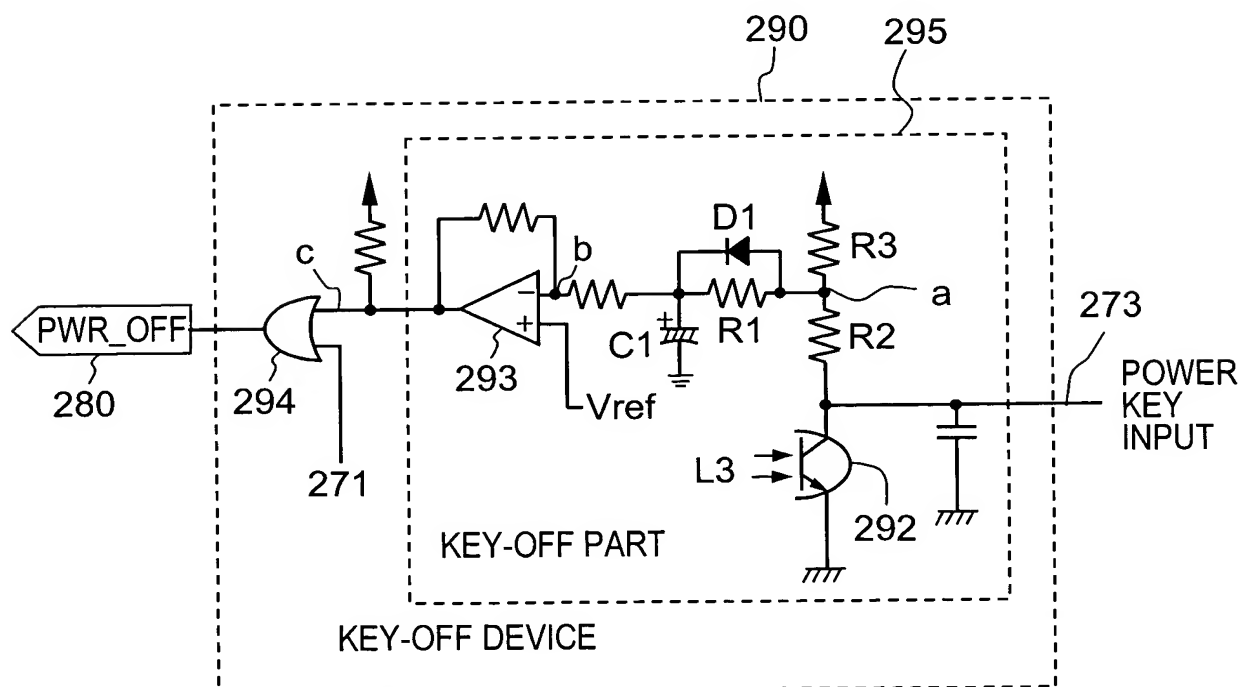 290
295
D1
R3
b
c
a
−
+
R1
R2
+
C1
273
PWR_OFF
293
280
294
Vref
POWER
KEY
INPUT
271
L3
292
KEY-OFF PART
KEY-OFF DEVICE